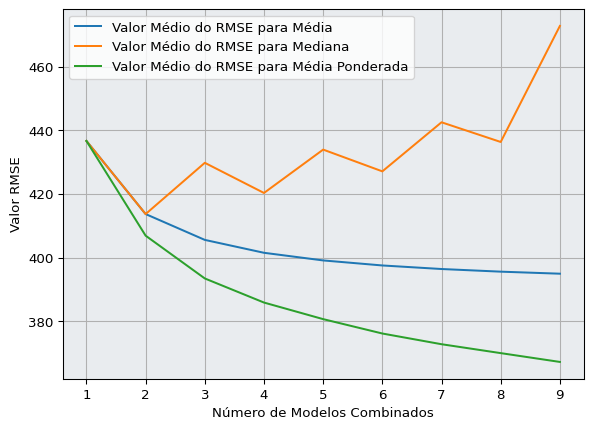 Valor Médio do RMSE para Média
Valor Médio do RMSE para Mediana
Valor Médio do RMSE para Média Ponderada
Valor RMSE
460
440
420
400
380
1 2 3 4 5 6 7 8 9
Número de Modelos Combinados